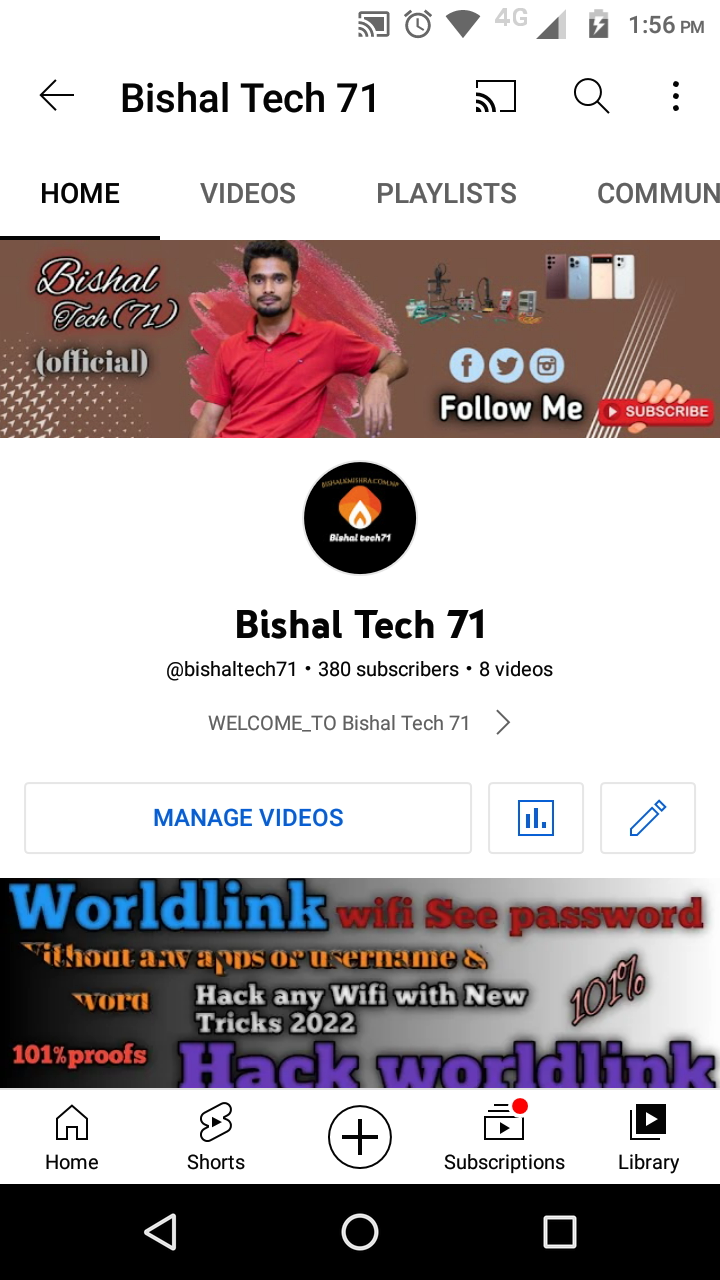 4G 1:56 PM
Bishal Tech 71
HOME VIDEOS PLAYLISTS COMMUN
Bishal
Tech(71)
(official)
Follow Me
SUBSCRIBE
BISHALKMISHRA.COM.NP
Bishal tech71
Bishal Tech 71
@bishaltech71 • 380 subscribers • 8 videos
WELCOME_TO Bishal Tech 71
MANAGE VIDEOS
Worldlink wifi See password
without any apps or username &
word
Hack any Wifi with New
Tricks 2022
101%
101%proofs
Hack worldlink
Home Shorts Subscriptions Library